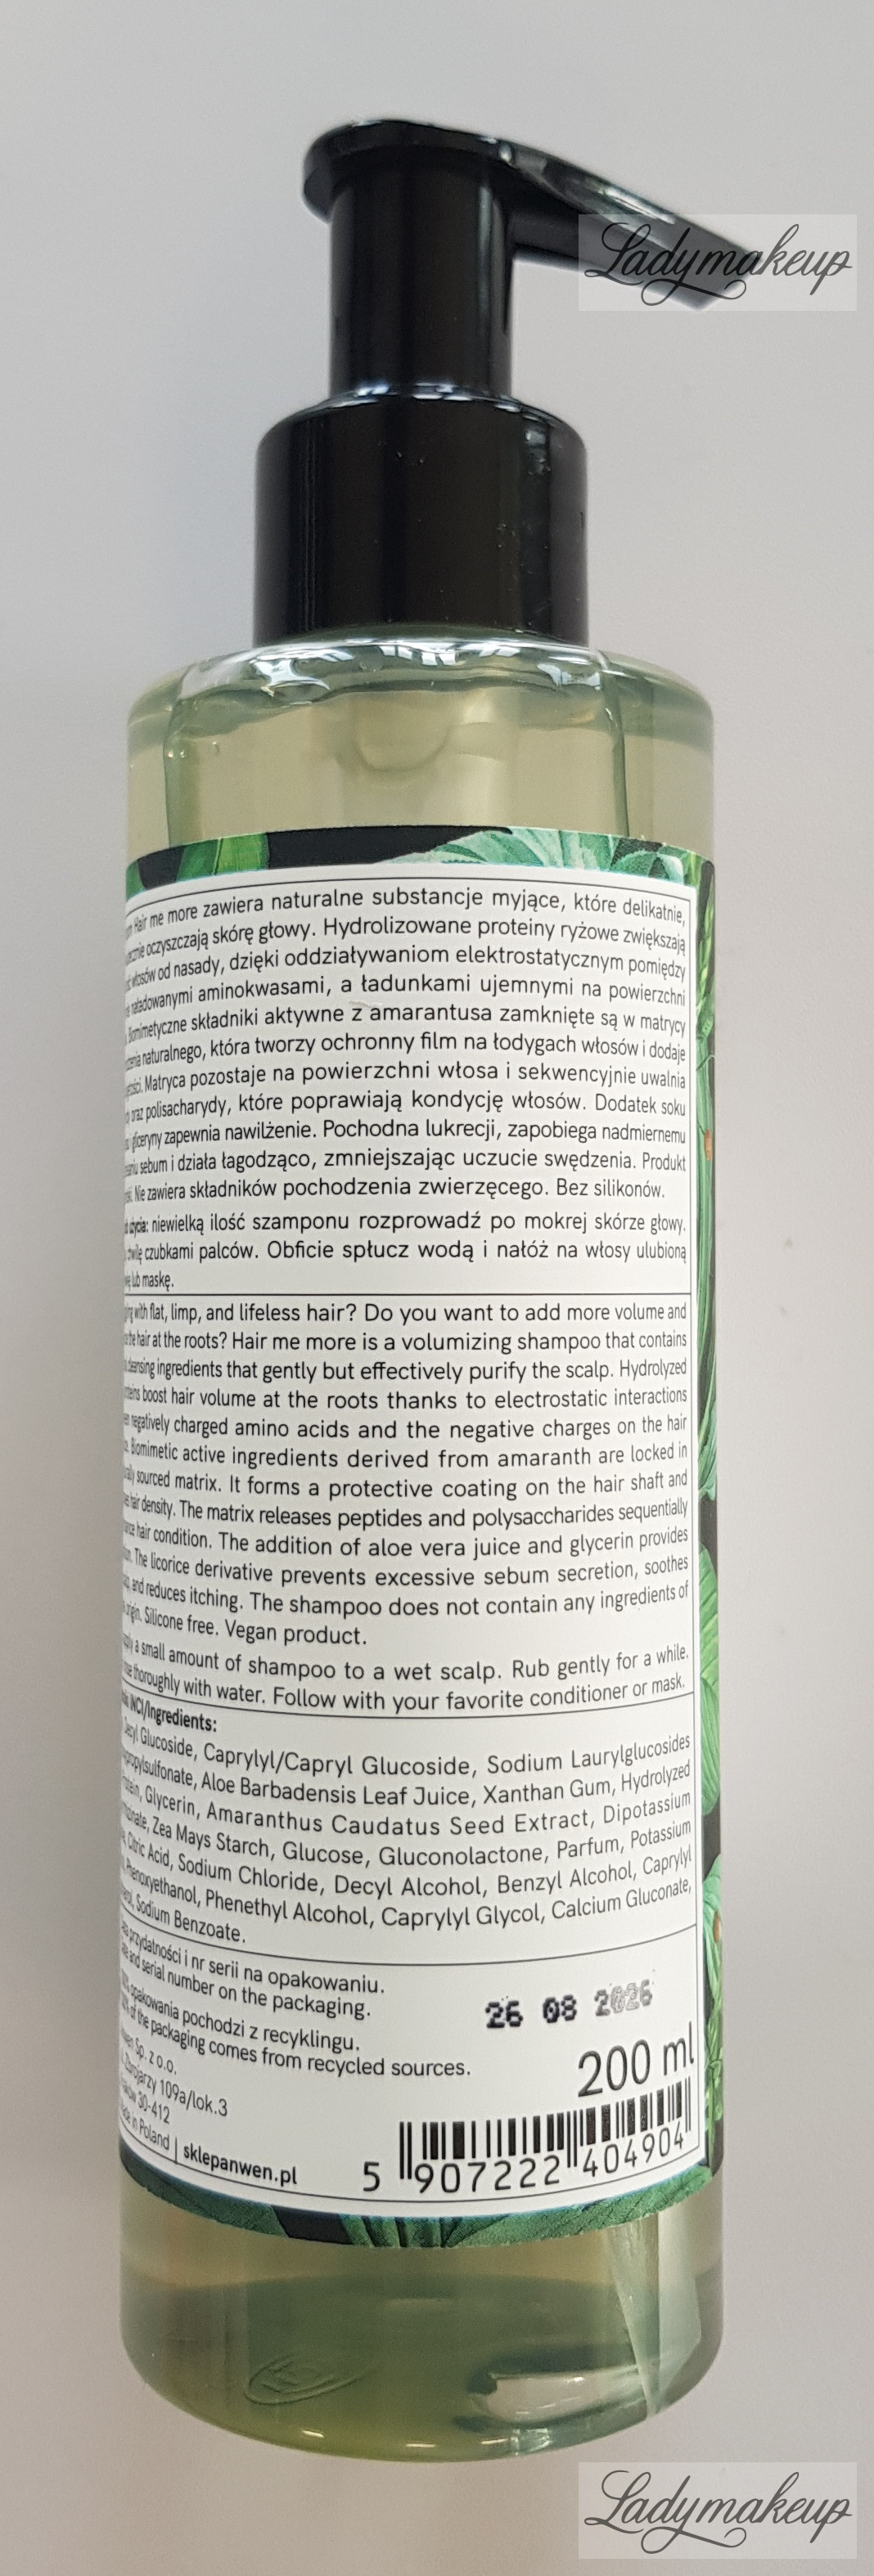 Ladymakeup
Hair me more zawiera naturalne substancje myjące, które delikatnie,
oczyszczają skórę głowy. Hydrolizowane proteiny ryżowe zwiększają
włosów od nasady, dzięki oddziaływaniom elektrostatycznym pomiędzy
naładowanymi aminokwasami, a ładunkami ujemnymi na powierzchni
Biomimetyczne składniki aktywne z amarantusa zamknięte są w matrycy
naturalnego, która tworzy ochronny film na łodygach włosów i dodaje
Matryca pozostaje na powierzchni włosa i sekwencyjnie uwalnia
oraz polisacharydy, które poprawiają kondycję włosów. Dodatek soku
gliceryny zapewnia nawilżenie. Pochodna lukrecji, zapobiega nadmiernemu
sebum i działa łagodząco, zmniejszając uczucie swędzenia. Produkt
Nie zawiera składników pochodzenia zwierzęcego. Bez silikonów.
użycia: niewielką ilość szamponu rozprowadź po mokrej skórze głowy.
chwilę czubkami palców. Obficie spłucz wodą i nałóż na włosy ulubioną
lub maskę.
with flat, limp, and lifeless hair? Do you want to add more volume and
the hair at the roots? Hair me more is a volumizing shampoo that contains
cleansing ingredients that gently but effectively purify the scalp. Hydrolyzed
boost hair volume at the roots thanks to electrostatic interactions
negatively charged amino acids and the negative charges on the hair
Biomimetic active ingredients derived from amaranth are locked in
sourced matrix. It forms a protective coating on the hair shaft and
hair density. The matrix releases peptides and polysaccharides sequentially
hair condition. The addition of aloe vera juice and glycerin provides
The licorice derivative prevents excessive sebum secretion, soothes
and reduces itching. The shampoo does not contain any ingredients of
origin. Silicone free. Vegan product.
a small amount of shampoo to a wet scalp. Rub gently for a while.
thoroughly with water. Follow with your favorite conditioner or mask.
INCI/Ingredients:
Decyl Glucoside, Caprylyl/Capryl Glucoside, Sodium Laurylglucosides
Aloe Barbadensis Leaf Juice, Xanthan Gum, Hydrolyzed
Glycerin, Amaranthus Caudatus Seed Extract, Dipotassium
Zea Mays Starch, Glucose, Gluconolactone, Parfum, Potassium
Citric Acid, Sodium Chloride, Decyl Alcohol, Benzyl Alcohol, Caprylyl
Phenoxyethanol, Phenethyl Alcohol, Caprylyl Glycol, Calcium Gluconate,
Sodium Benzoate.
przydatności i nr serii na opakowaniu.
and serial number on the packaging.
26 08 2026
opakowania pochodzi z recyklingu.
of the packaging comes from recycled sources.
200 ml
Sp. z o.o.
109a/lok.3
30-412
in Poland | sklepanwen.pl
5 907222 404904
Ladymakeup